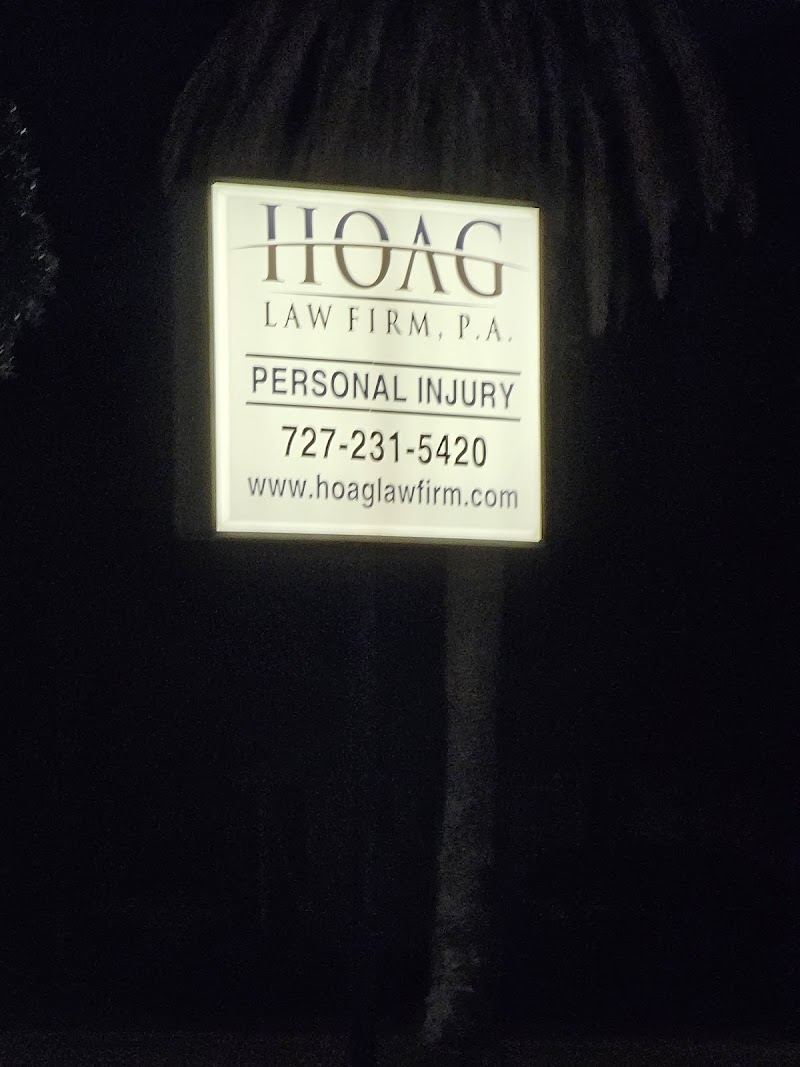 HOAG
LAW FIRM, P.A.
PERSONAL INJURY
727-231-5420
www.hoaglawfirm.com